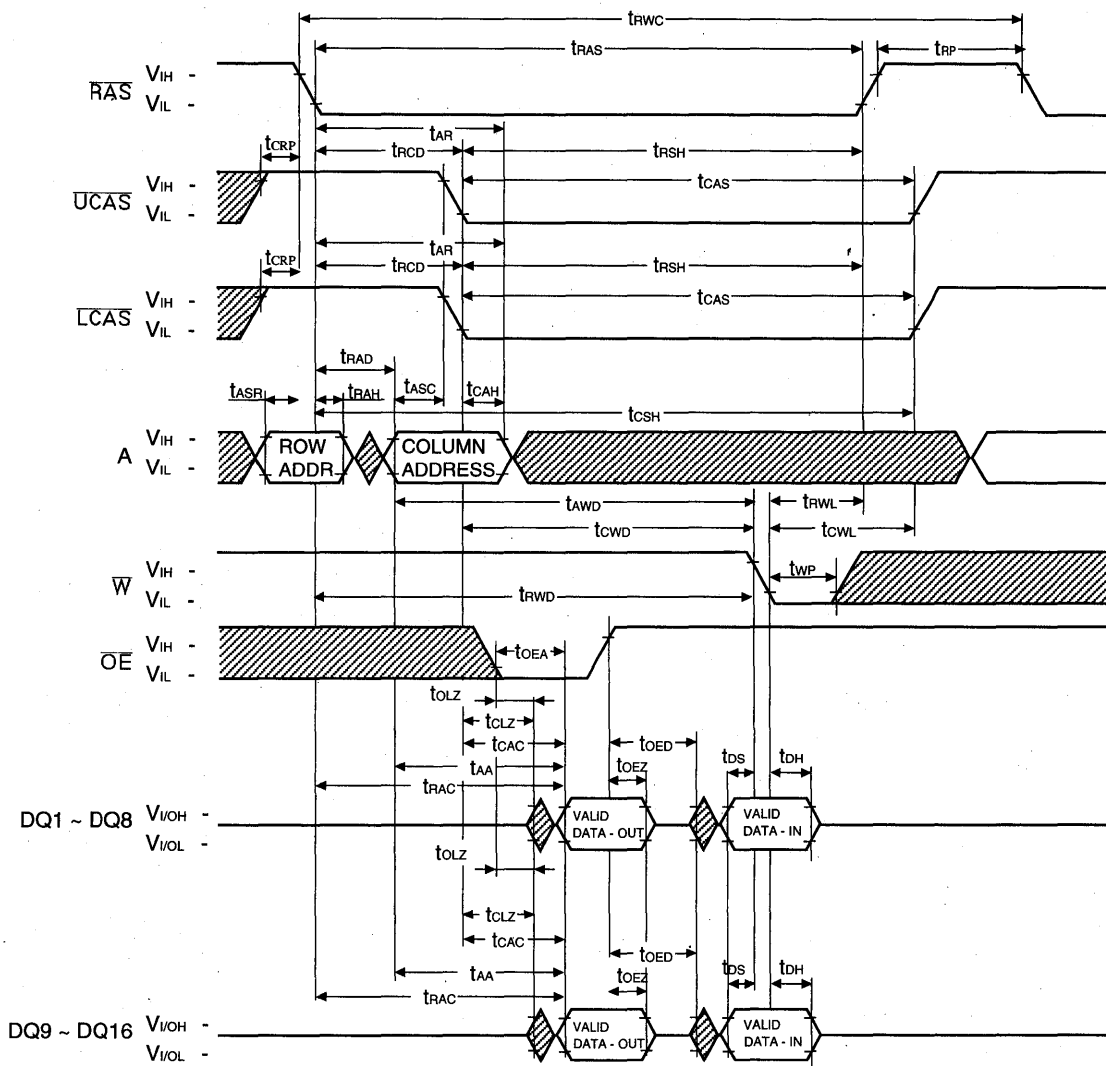 tRWC
tRAS
tRP
RAS
VIH -
VIL -
tAR
tCRP
tRCD
tRSH
UCAS
VIH -
VIL -
tCAS
tAR
tCRP
tRCD
tRSH
LCAS
VIH -
VIL -
tCAS
tRAD
tASR
tRAH
tASC
tCAH
tCSH
A
VIH -
VIL -
ROW
ADDR
COLUMN
ADDRESS
tAWD
tRWL
tCWD
tCWL
W
VIH -
VIL -
tWP
tRWD
OE
VIH -
VIL -
tOEA
tOLZ
tCLZ
tCAC
tOED
tAA
tOEZ
tDS
tDH
tRAC
DQ1 ~ DQ8
VI/OH -
VI/OL -
VALID
DATA - OUT
VALID
DATA - IN
tOLZ
tCLZ
tCAC
tOED
tAA
tOEZ
tDS
tDH
tRAC
DQ9 ~ DQ16
VI/OH -
VI/OL -
VALID
DATA - OUT
VALID
DATA - IN